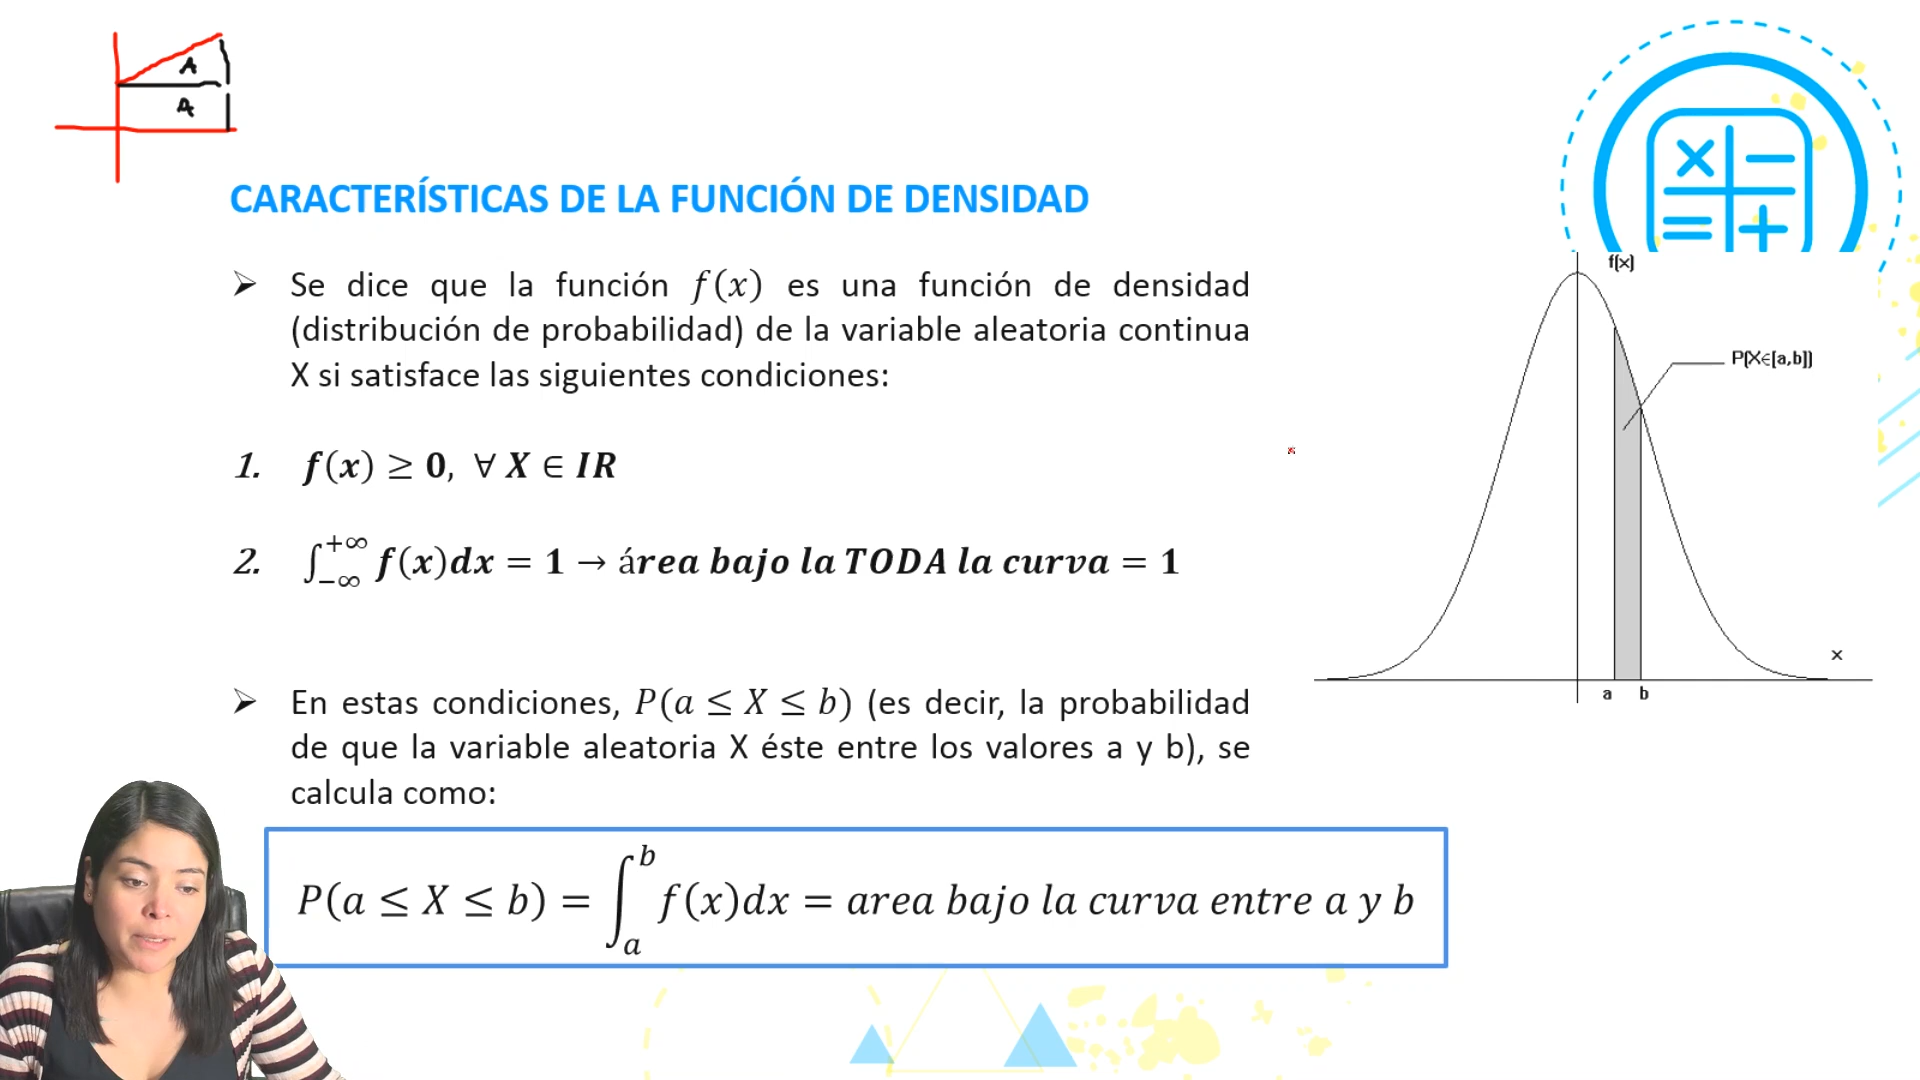 A
A
CARACTERÍSTICAS DE LA FUNCIÓN DE DENSIDAD
➢ Se dice que la función f(x) es una función de densidad
(distribución de probabilidad) de la variable aleatoria continua
X si satisface las siguientes condiciones:
1. f(x) ≥ 0, ∀ X ∈ IR
2. ∫_{−∞}^{+∞} f(x)dx = 1 → área bajo la TODA la curva = 1
➢ En estas condiciones, P(a ≤ X ≤ b) (es decir, la probabilidad
de que la variable aleatoria X éste entre los valores a y b), se
calcula como:
P(a ≤ X ≤ b) = ∫_{a}^{b} f(x)dx = area bajo la curva entre a y b
f(x)
P(X∈[a,b])
x
a b